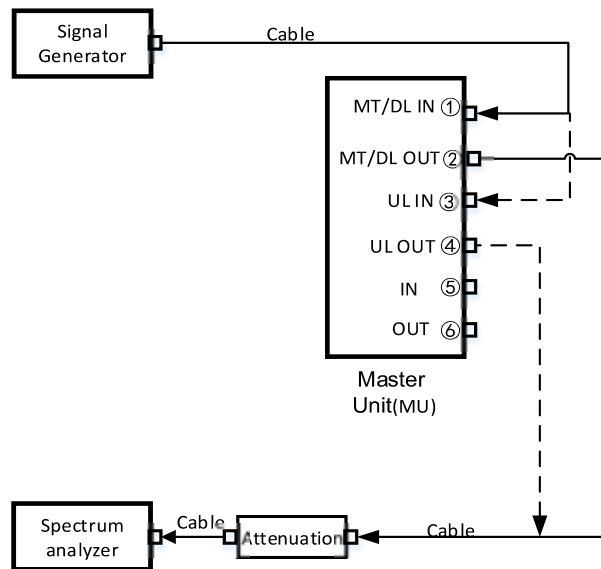 Signal
Generator
Cable
MT/DL IN ①
MT/DL OUT ②
UL IN ③
UL OUT ④
IN ⑤
OUT ⑥
Master
Unit(MU)
Spectrum
analyzer
Cable
Attenuation
Cable